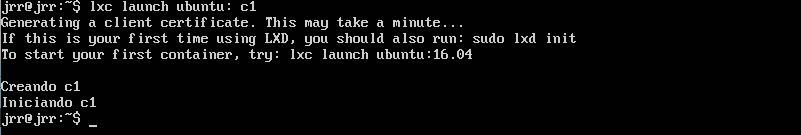 jrr@jrr:~$ lxc launch ubuntu: c1
Generating a client certificate. This may take a minute...
If this is your first time using LXD, you should also run: sudo lxd init
To start your first container, try: lxc launch ubuntu:16.04
Creando c1
Iniciando c1
jrr@jrr:~$ _